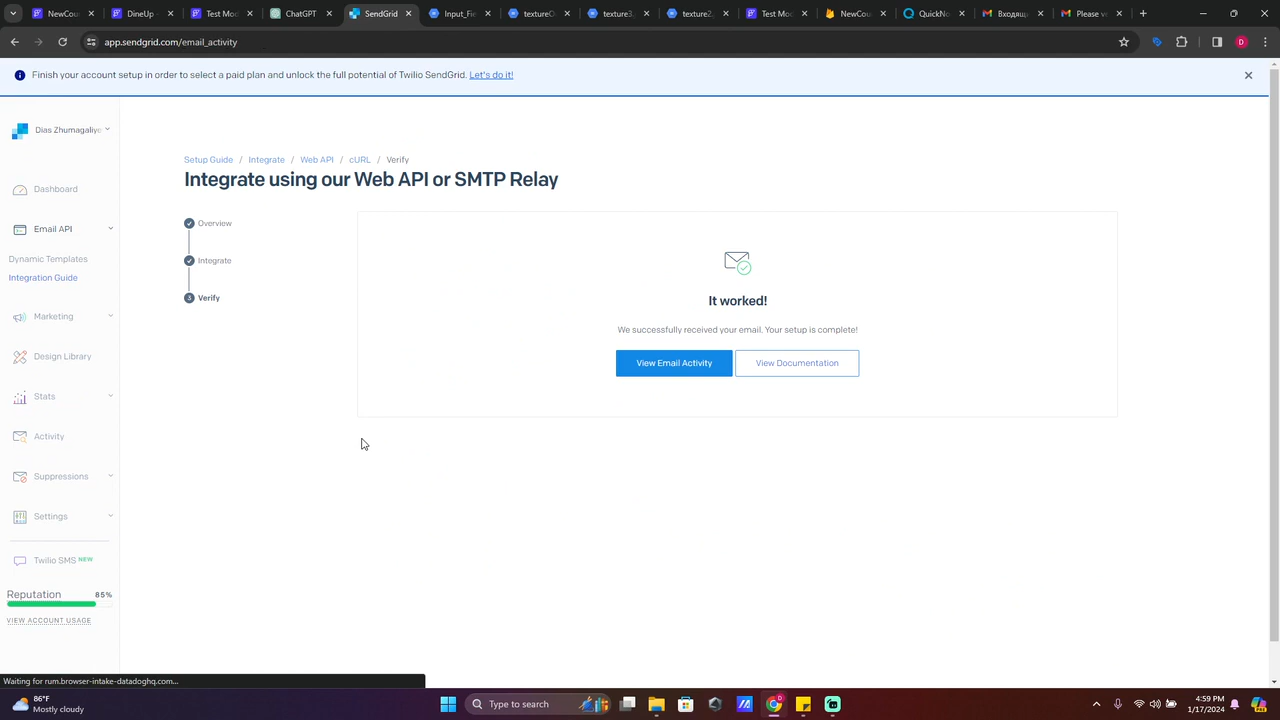 NewCou
DineUp -
Test Mod
ChatGPT
SendGrid
Input_Fie
textureO
texture3
texture2
Test Mod
NewCou
QuickNo
Входящ
Please ve
app.sendgrid.com/email_activity
Finish your account setup in order to select a paid plan and unlock the full potential of Twilio SendGrid. Let's do it!
Dias Zhumagaliye
Dashboard
Email API
Dynamic Templates
Integration Guide
Marketing
Design Library
Stats
Activity
Suppressions
Settings
Twilio SMS NEW
Reputation 85%
VIEW ACCOUNT USAGE
Setup Guide / Integrate / Web API / cURL / Verify
Integrate using our Web API or SMTP Relay
Overview
Integrate
3 Verify
It worked!
We successfully received your email. Your setup is complete!
View Email Activity
View Documentation
Waiting for rum.browser-intake-datadoghq.com...
86°F
Mostly cloudy
Type to search
4:59 PM
1/17/2024